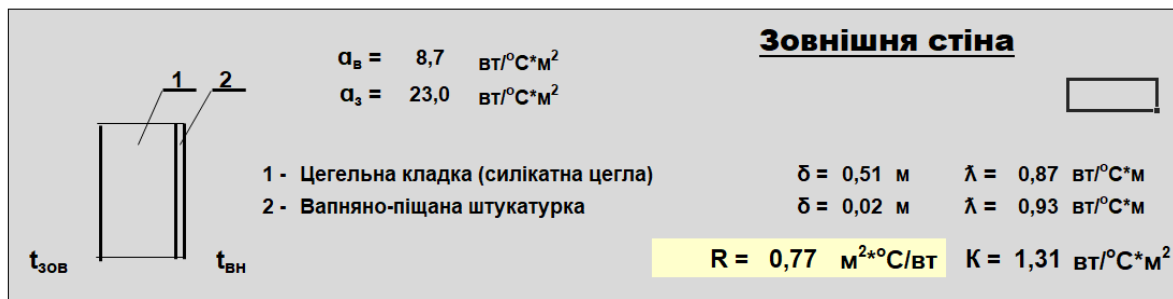 Зовнішня стіна
αв = 8,7 вт/°С*м²
αз = 23,0 вт/°С*м²
1 2
1 - Цегельна кладка (силікатна цегла) δ = 0,51 м ƛ = 0,87 вт/°С*м
2 - Вапняно-піщана штукатурка δ = 0,02 м ƛ = 0,93 вт/°С*м
tзов tвн
R = 0,77 м²*°С/вт К = 1,31 вт/°С*м²